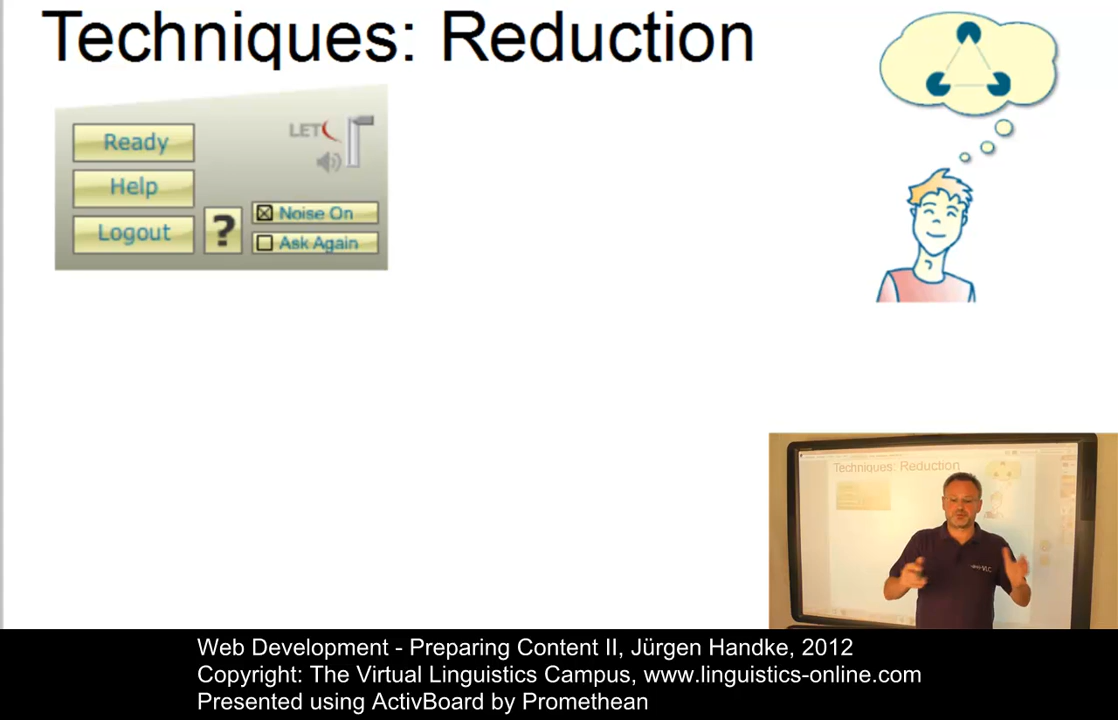 Techniques: Reduction
Ready
LET
Help
Noise On
Logout
?
Ask Again
Techniques: Reduction
Web Development - Preparing Content II, Jürgen Handke, 2012
Copyright: The Virtual Linguistics Campus, www.linguistics-online.com
Presented using ActivBoard by Promethean